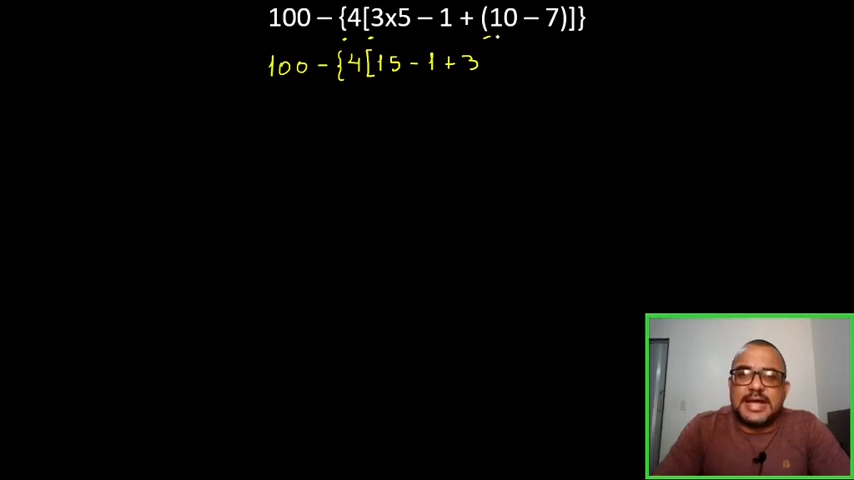 100 – {4[3x5 – 1 + (10 – 7)]}
100 – {4[15 – 1 + 3